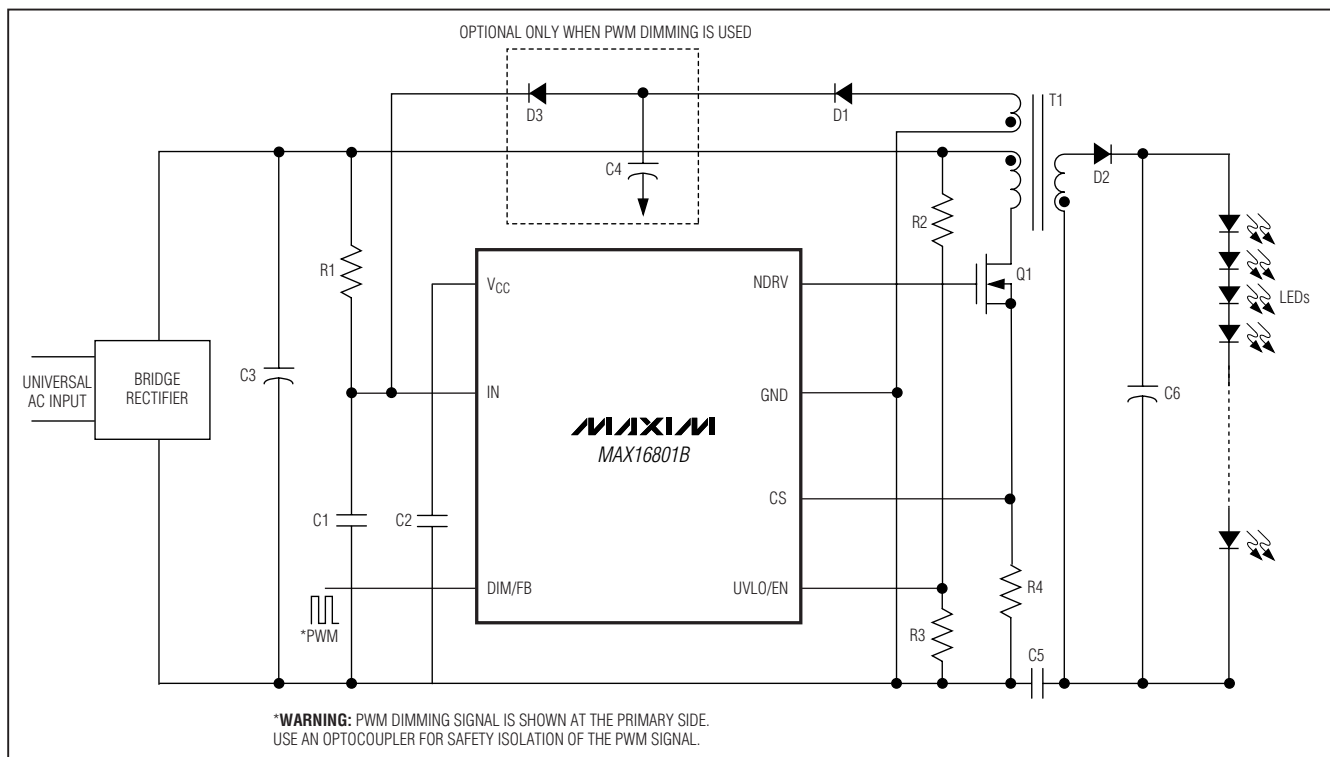 OPTIONAL ONLY WHEN PWM DIMMING IS USED
D3
D1
T1
C4
D2
R2
R1
VCC
NDRV
Q1
LEDs
C3
UNIVERSAL
AC INPUT
BRIDGE
RECTIFIER
IN
GND
C6
MAXIM
MAX16801B
CS
C1
C2
DIM/FB
UVLO/EN
R4
*PWM
R3
C5
*WARNING: PWM DIMMING SIGNAL IS SHOWN AT THE PRIMARY SIDE.
USE AN OPTOCOUPLER FOR SAFETY ISOLATION OF THE PWM SIGNAL.